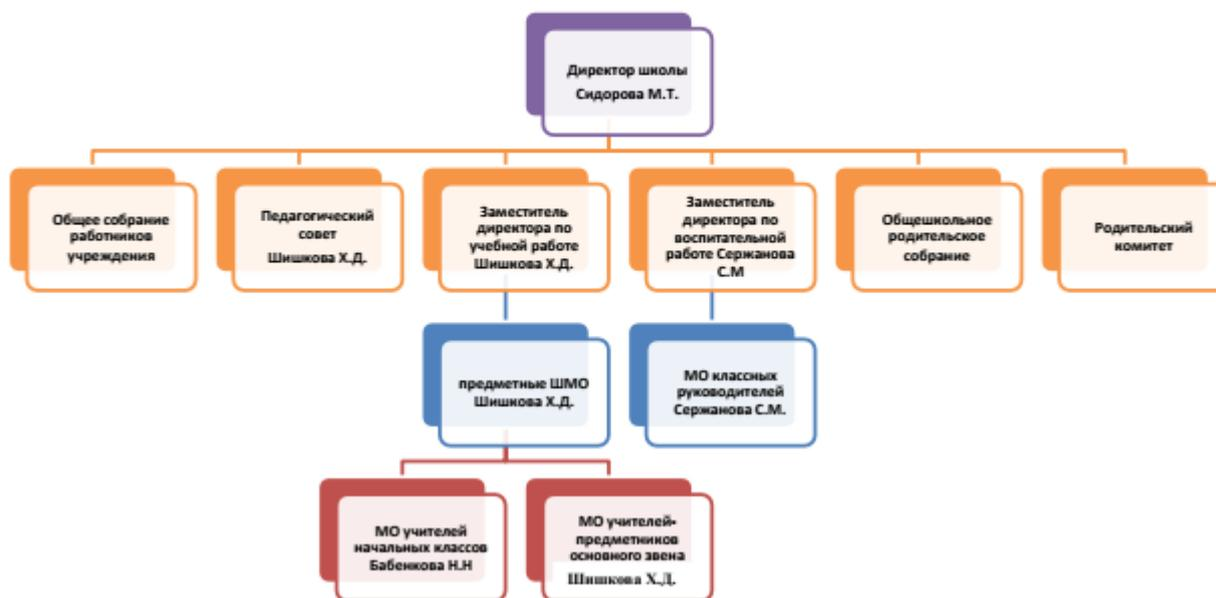 Директор школы
Сидорова М.Т.
Общее собрание
работников
учреждения
Педагогический
совет
Шишкова Х.Д.
Заместитель
директора по
учебной работе
Шишкова Х.Д.
Заместитель
директора по
воспитательной
работе Сержанова
С.М
Общешкольное
родительское
собрание
Родительский
комитет
предметные ШМО
Шишкова Х.Д.
МО классных
руководителей
Сержанова С.М.
МО учителей
начальных классов
Бабенкова Н.Н
МО учителей-
предметников
основного звена
Шишкова Х.Д.